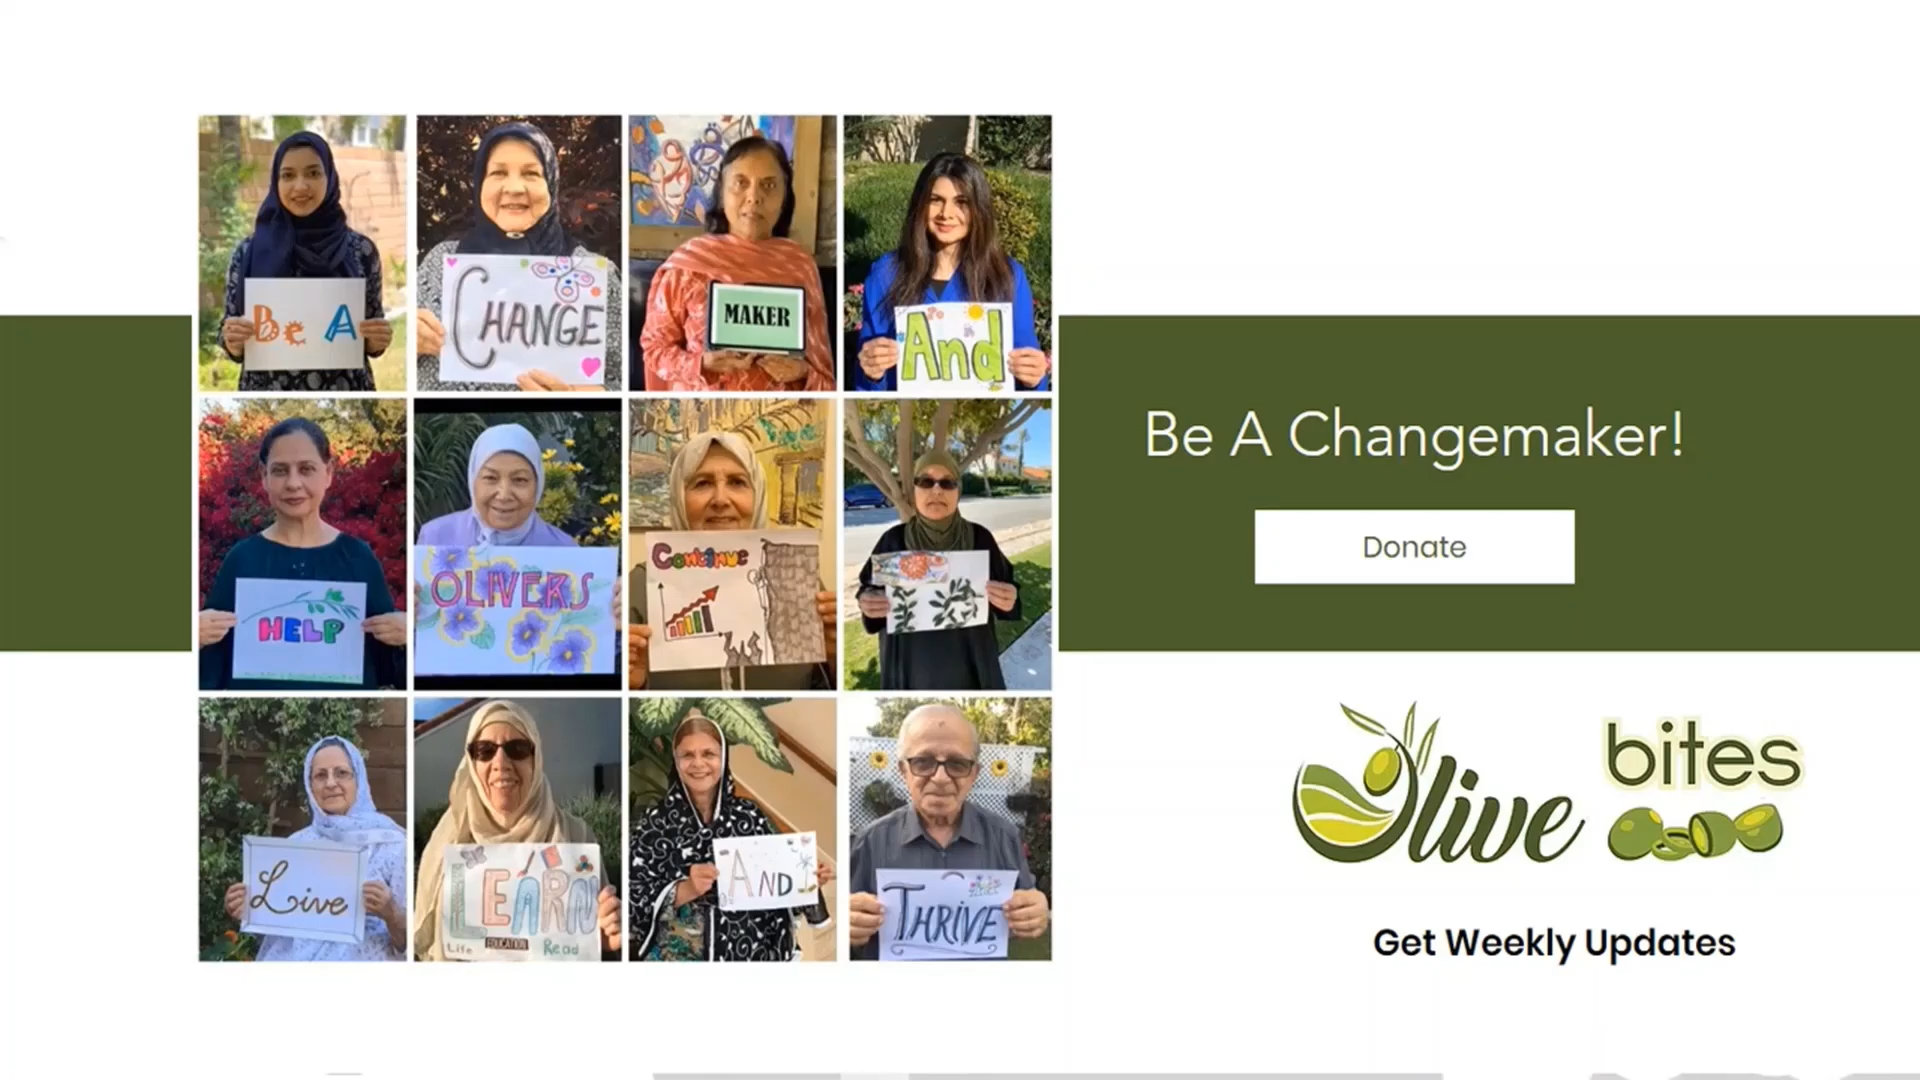 Be A
CHANGE
MAKER
And
HELP
OLIVERS
Continue
Live
LEARN
Life EDUCATION Read
AND
THRIVE
Be A Changemaker!
Donate
Olive bites
Get Weekly Updates